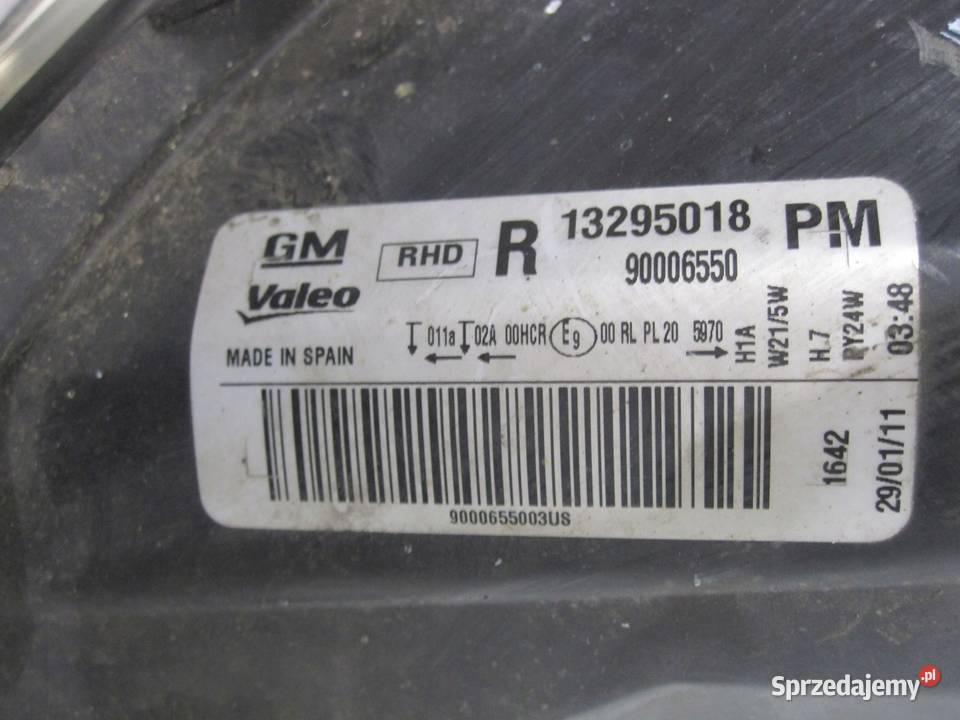 GM RHD R 13295018 PM
Valeo 90006550
MADE IN SPAIN 011a 02A 00HCR E9 00 RL PL 20 5970
H1A
W21/5W
H.7
PY24W
03:48
1642
29/01/11
9000655003US
Sprzedajemy.pl